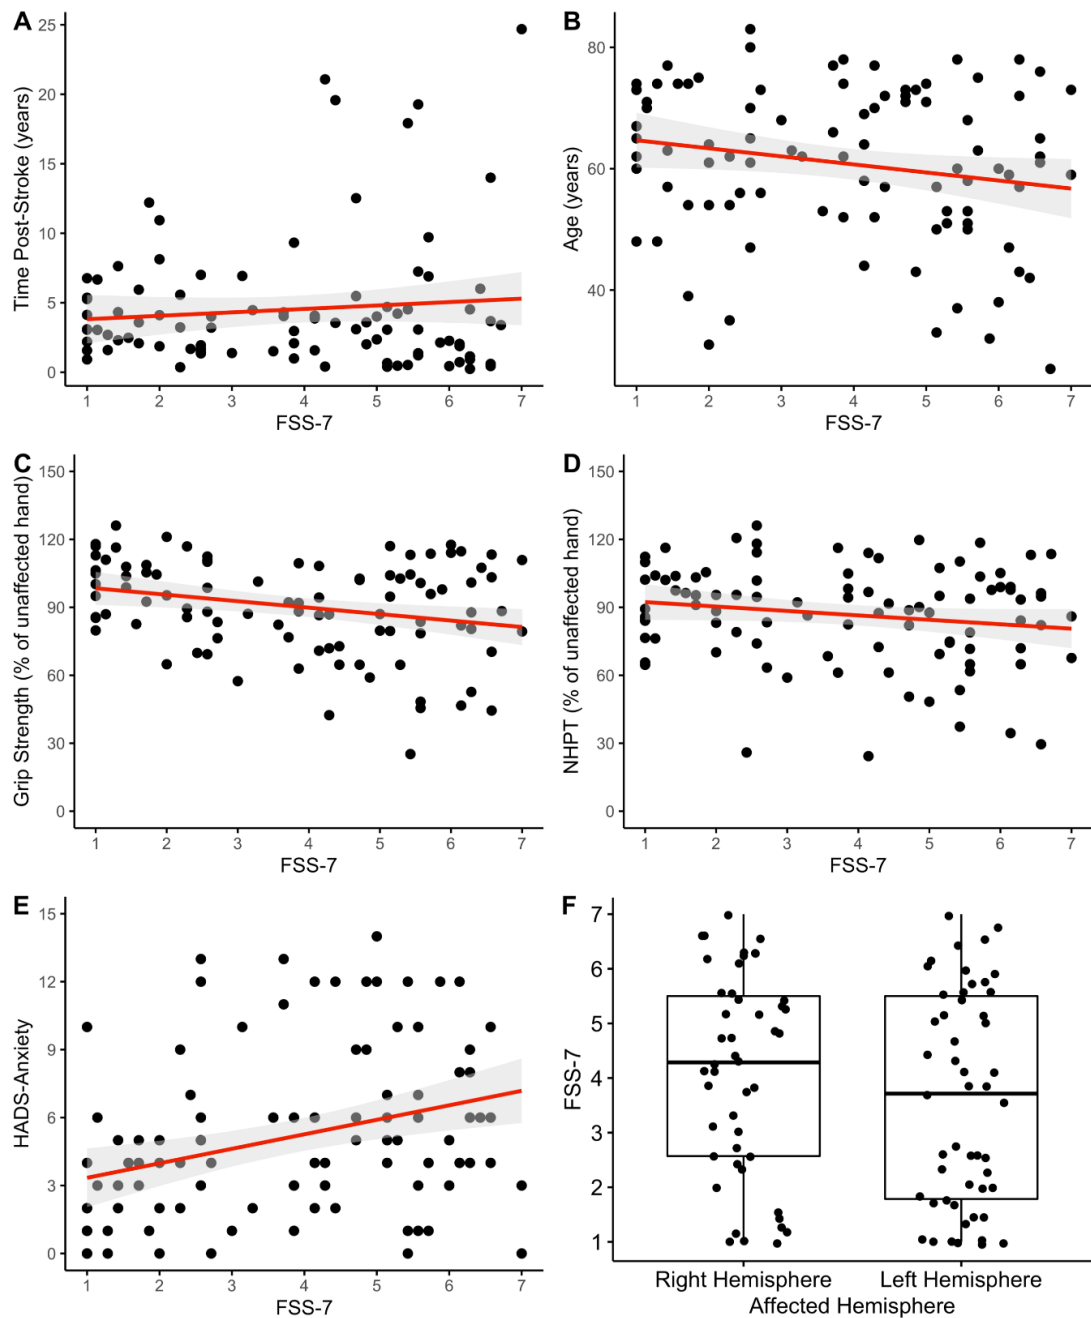 A
Time Post-Stroke (years)
25
20
15
10
5
0
1 2 3 4 5 6 7
FSS-7
B
Age (years)
80
60
40
1 2 3 4 5 6 7
FSS-7
C
Grip Strength (% of unaffected hand)
150
120
90
60
30
0
1 2 3 4 5 6 7
FSS-7
D
NHPT (% of unaffected hand)
150
120
90
60
30
0
1 2 3 4 5 6 7
FSS-7
E
HADS-Anxiety
15
12
9
6
3
0
1 2 3 4 5 6 7
FSS-7
F
FSS-7
7
6
5
4
3
2
1
Right Hemisphere Left Hemisphere
Affected Hemisphere